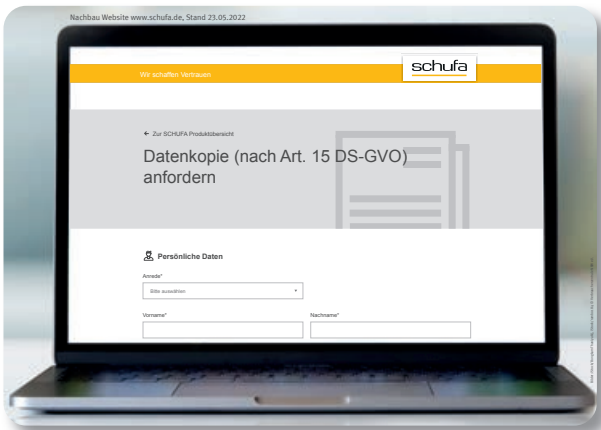 Nachbau Website www.schufa.de, Stand 23.05.2022
schufa
Wir schaffen Vertrauen
← Zur SCHUFA Produktübersicht
Datenkopie (nach Art. 15 DS-GVO)
anfordern
Persönliche Daten
Anrede*
Bitte auswählen
Vorname* Nachname*